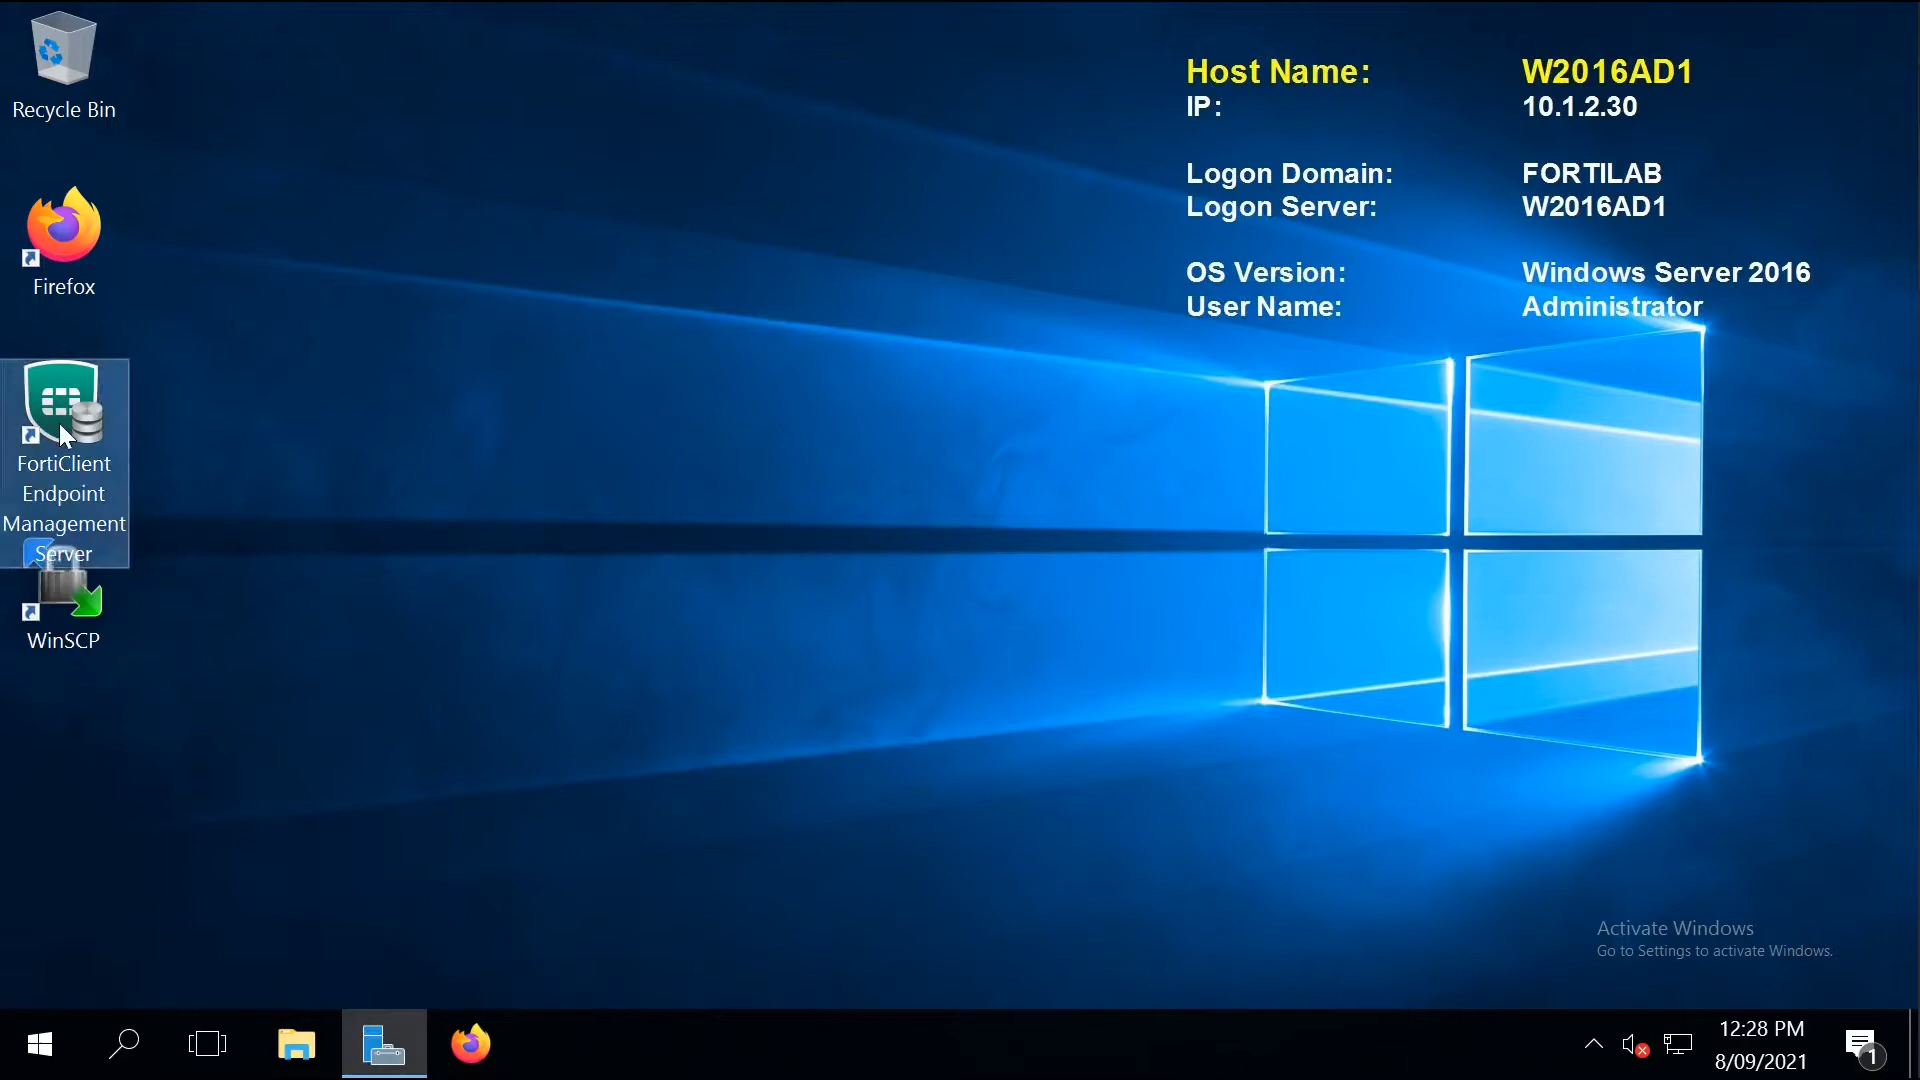 Recycle Bin
Firefox
FortiClient
Endpoint
Management
Server
WinSCP
Host Name: W2016AD1
IP: 10.1.2.30
Logon Domain: FORTILAB
Logon Server: W2016AD1
OS Version: Windows Server 2016
User Name: Administrator
Activate Windows
Go to Settings to activate Windows.
12:28 PM
8/09/2021
1